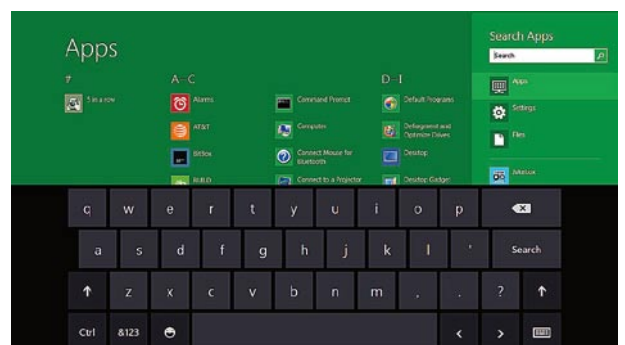 Apps
Search Apps
Search
#
A–C
D–I
5 in a row
Alarms
Command Prompt
Default Programs
Apps
AT&T
Computer
Defragment and
Optimize Drives
Settings
BitBox
Connect Mouse for
Bluetooth
Desktop
Files
BUILD
Connect to a Projector
Desktop Gadget
q w e r t y u i o p
a s d f g h j k l ' Search
z x c v b n m , . ?
Ctrl &123 < >